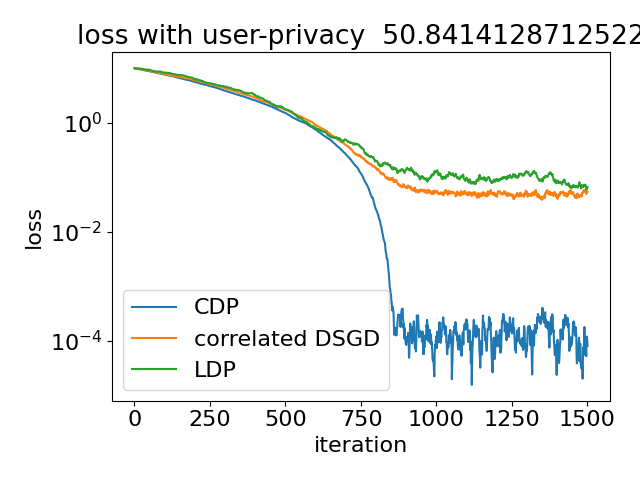 loss with user-privacy 50.8414128712522
loss
10^0
10^-2
10^-4
CDP
correlated DSGD
LDP
0 250 500 750 1000 1250 1500
iteration